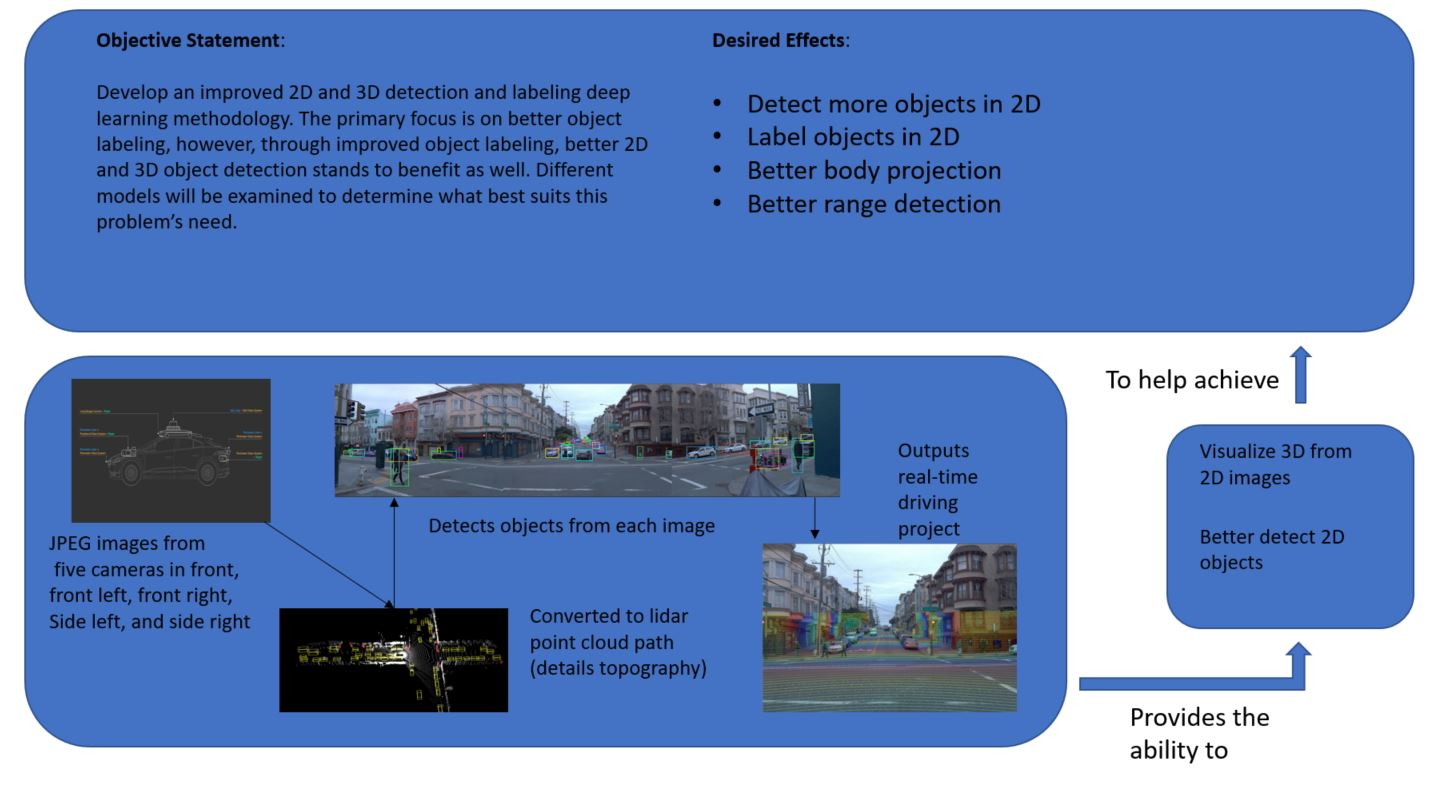 Objective Statement:
Develop an improved 2D and 3D detection and labeling deep
learning methodology. The primary focus is on better object
labeling, however, through improved object labeling, better 2D
and 3D object detection stands to benefit as well. Different
models will be examined to determine what best suits this
problem's need.
Desired Effects:
• Detect more objects in 2D
• Label objects in 2D
• Better body projection
• Better range detection
JPEG images from
five cameras in front,
front left, front right,
Side left, and side right
Detects objects from each image
Converted to lidar
point cloud path
(details topography)
Outputs
real-time
driving
project
Provides the
ability to
Visualize 3D from
2D images
Better detect 2D
objects
To help achieve